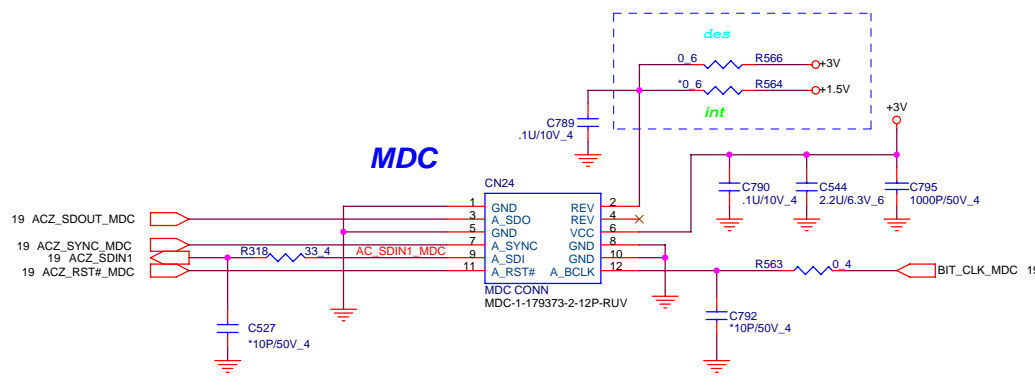 des
0_6 R566 +3V
*0_6 R564 +1.5V
int
+3V
C789
.1U/10V_4
MDC
C790
.1U/10V_4
C544
2.2U/6.3V_6
C795
1000P/50V_4
CN24
1 GND REV 2
19 ACZ_SDOUT_MDC 3 A_SDO REV 4
5 GND VCC 6
19 ACZ_SYNC_MDC 7 A_SYNC GND 8
19 ACZ_SDIN1 R318 33_4 AC_SDIN1_MDC 9 A_SDI GND 10
19 ACZ_RST#_MDC 11 A_RST# A_BCLK 12 R563 0_4 BIT_CLK_MDC
MDC CONN
MDC-1-179373-2-12P-RUV
C527
*10P/50V_4
C792
*10P/50V_4